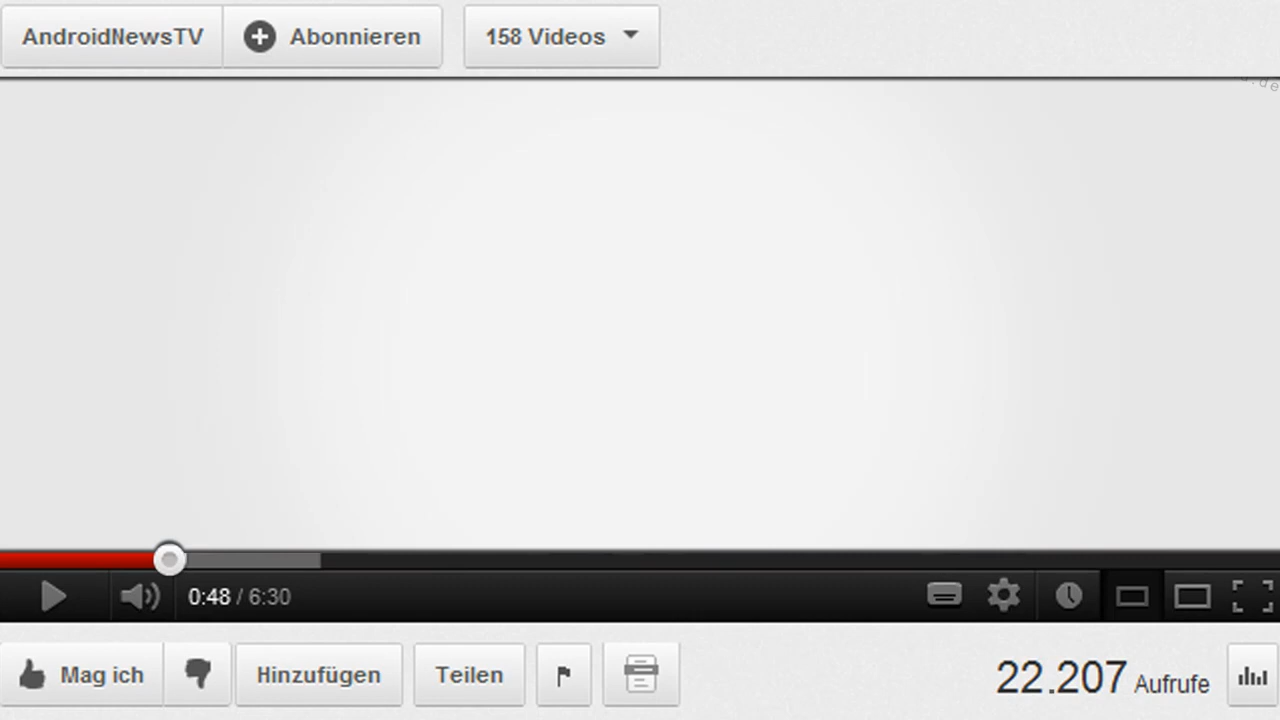 AndroidNewsTV Abonnieren 158 Videos
0:48 / 6:30
Mag ich Hinzufügen Teilen 22.207 Aufrufe